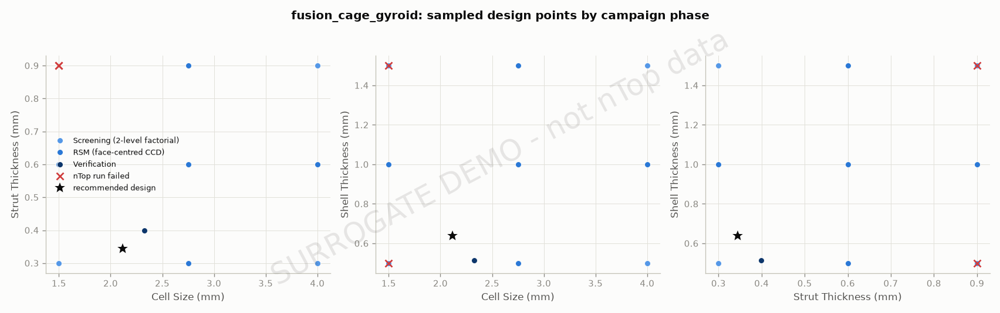 fusion_cage_gyroid: sampled design points by campaign phase
SURROGATE DEMO - not nTop data
Strut Thickness (mm)
0.9
0.8
0.7
0.6
0.5
0.4
0.3
Screening (2-level factorial)
RSM (face-centred CCD)
Verification
nTop run failed
recommended design
1.5 2.0 2.5 3.0 3.5 4.0
Cell Size (mm)
Shell Thickness (mm)
1.4
1.2
1.0
0.8
0.6
1.5 2.0 2.5 3.0 3.5 4.0
Cell Size (mm)
Shell Thickness (mm)
1.4
1.2
1.0
0.8
0.6
0.3 0.4 0.5 0.6 0.7 0.8 0.9
Strut Thickness (mm)